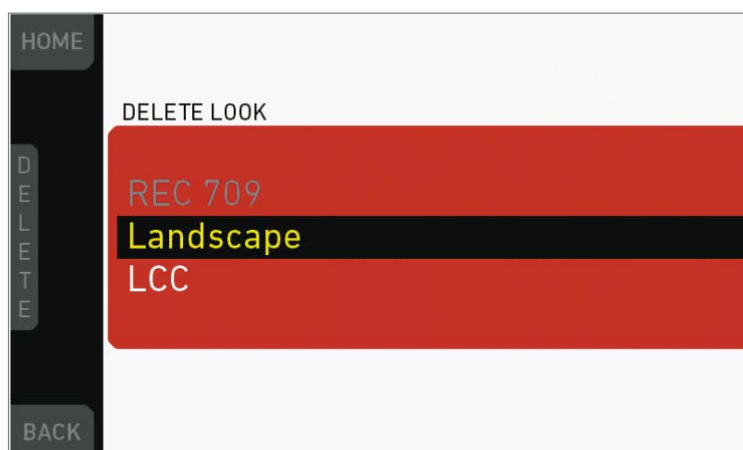 HOME
DELETE LOOK
DELETE
REC 709
Landscape
LCC
BACK